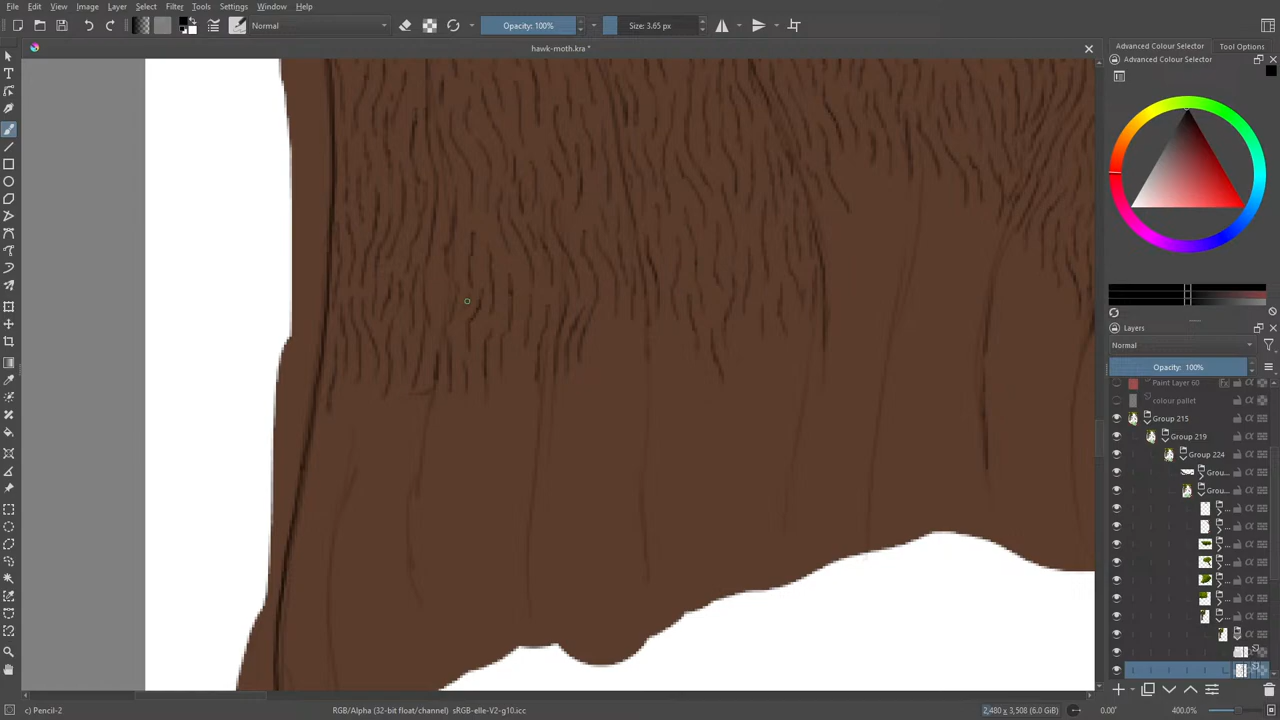 File Edit View Image Layer Select Filter Tools Settings Window Help
Normal Opacity: 100% Size: 3.65 px
hawk-moth.kra *
Advanced Colour Selector Tool Options
Advanced Colour Selector
Layers
Normal
Opacity: 100%
Paint Layer 60
colour pallet
Group 215
Group 219
Group 224
Grou...
Grou...
c) Pencil-2 RGB/Alpha (32-bit float/channel) sRGB-elle-V2-g10.icc 2,480 x 3,508 (6.0 GiB) 0.00° 400.0%